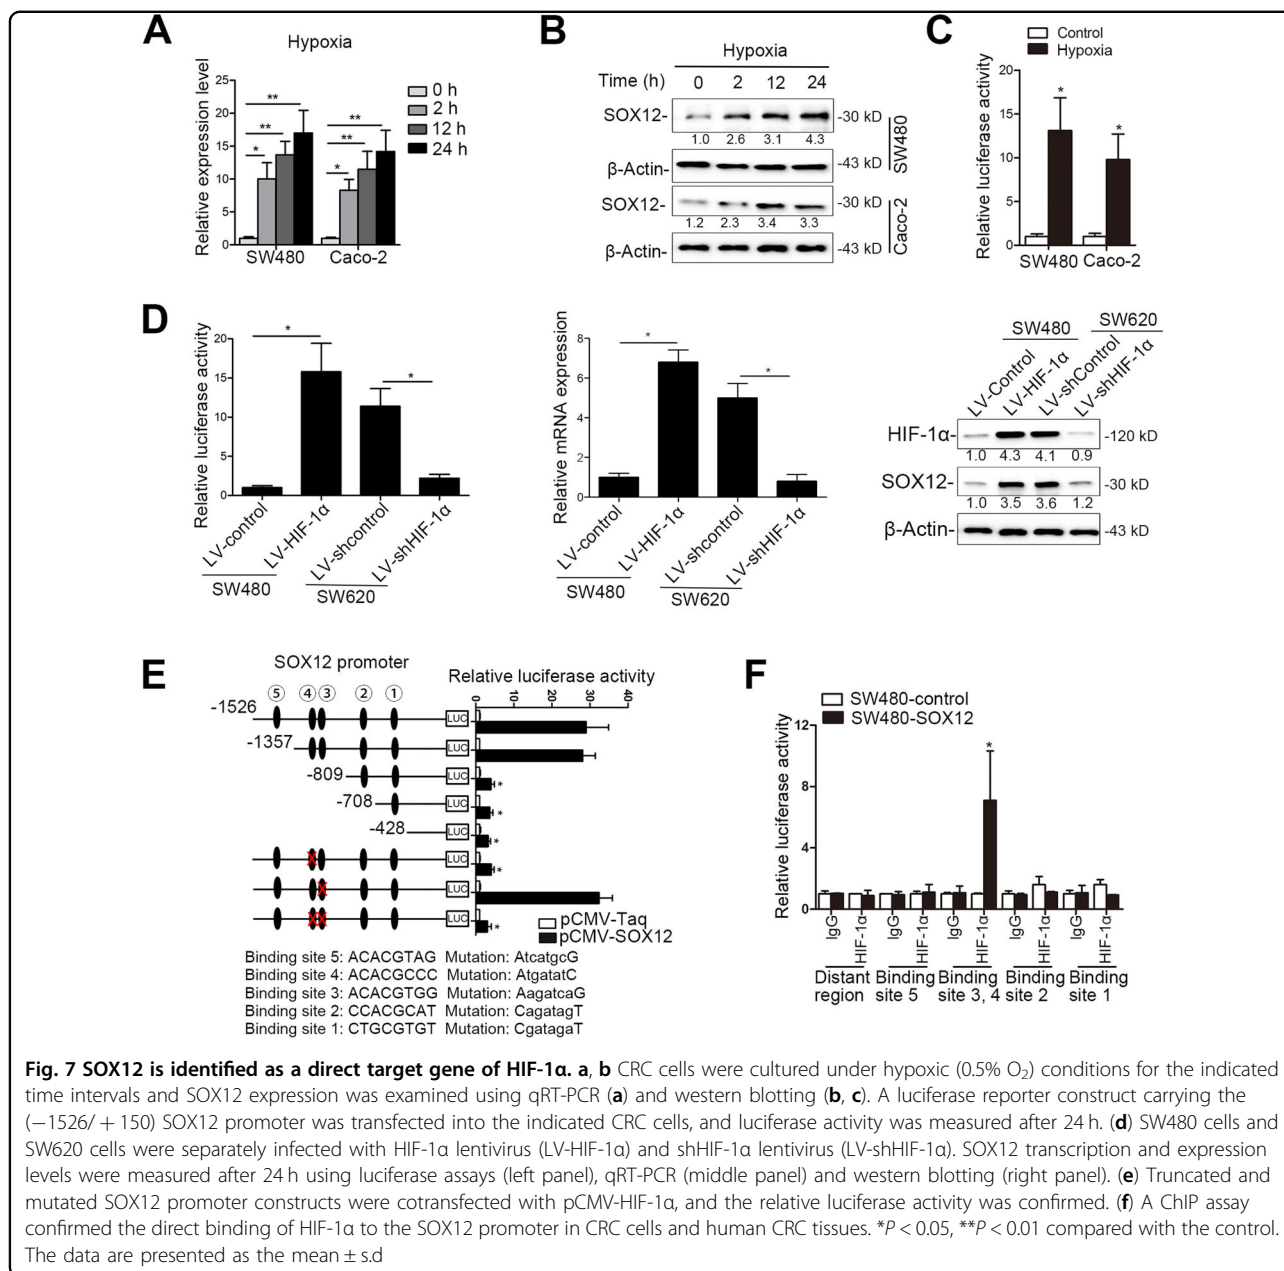 A
Hypoxia
Relative expression level
25
20
15
10
5
0
**
**
*
**
**
*
0 h
2 h
12 h
24 h
SW480
Caco-2
B
Hypoxia
Time (h) 0 2 12 24
SOX12- -30 kD
1.0 2.6 3.1 4.3
β-Actin- -43 kD
SW480
SOX12- -30 kD
1.2 2.3 3.4 3.3
β-Actin- -43 kD
Caco-2
C
Control
Hypoxia
Relative luciferase activity
20
15
10
5
0
*
*
SW480 Caco-2
D
Relative luciferase activity
20
15
10
5
0
*
*
LV-control
LV-HIF-1α
LV-shcontrol
LV-shHIF-1α
SW480
SW620
Relative mRNA expression
8
6
4
2
0
*
*
LV-control
LV-HIF-1α
LV-shcontrol
LV-shHIF-1α
SW480
SW620
SW480
SW620
LV-Control
LV-HIF-1α
LV-shControl
LV-shHIF-1α
HIF-1α- -120 kD
1.0 4.3 4.1 0.9
SOX12- -30 kD
1.0 3.5 3.6 1.2
β-Actin- -43 kD
E
SOX12 promoter
Relative luciferase activity
0 10 20 30 40
⑤ ④ ③ ② ①
-1526 LUC
-1357 LUC
-809 LUC *
-708 LUC *
-428 LUC *
X LUC *
X LUC
X X LUC *
pCMV-Taq
pCMV-SOX12
Binding site 5: ACACGTAG Mutation: AtcatgcG
Binding site 4: ACACGCCC Mutation: AtgatatC
Binding site 3: ACACGTGG Mutation: AagatcaG
Binding site 2: CCACGCAT Mutation: CagatagT
Binding site 1: CTGCGTGT Mutation: CgatagaT
F
SW480-control
SW480-SOX12
Relative luciferase activity
12
8
4
0
*
IgG
HIF-1α
IgG
HIF-1α
IgG
HIF-1α
IgG
HIF-1α
IgG
HIF-1α
Distant region
Binding site 5
Binding site 3, 4
Binding site 2
Binding site 1
Fig. 7 SOX12 is identified as a direct target gene of HIF-1α. a, b CRC cells were cultured under hypoxic (0.5% O₂) conditions for the indicated
time intervals and SOX12 expression was examined using qRT-PCR (a) and western blotting (b, c). A luciferase reporter construct carrying the
(−1526/ + 150) SOX12 promoter was transfected into the indicated CRC cells, and luciferase activity was measured after 24 h. (d) SW480 cells and
SW620 cells were separately infected with HIF-1α lentivirus (LV-HIF-1α) and shHIF-1α lentivirus (LV-shHIF-1α). SOX12 transcription and expression
levels were measured after 24 h using luciferase assays (left panel), qRT-PCR (middle panel) and western blotting (right panel). (e) Truncated and
mutated SOX12 promoter constructs were cotransfected with pCMV-HIF-1α, and the relative luciferase activity was confirmed. (f) A ChIP assay
confirmed the direct binding of HIF-1α to the SOX12 promoter in CRC cells and human CRC tissues. *P < 0.05, **P < 0.01 compared with the control.
The data are presented as the mean ± s.d